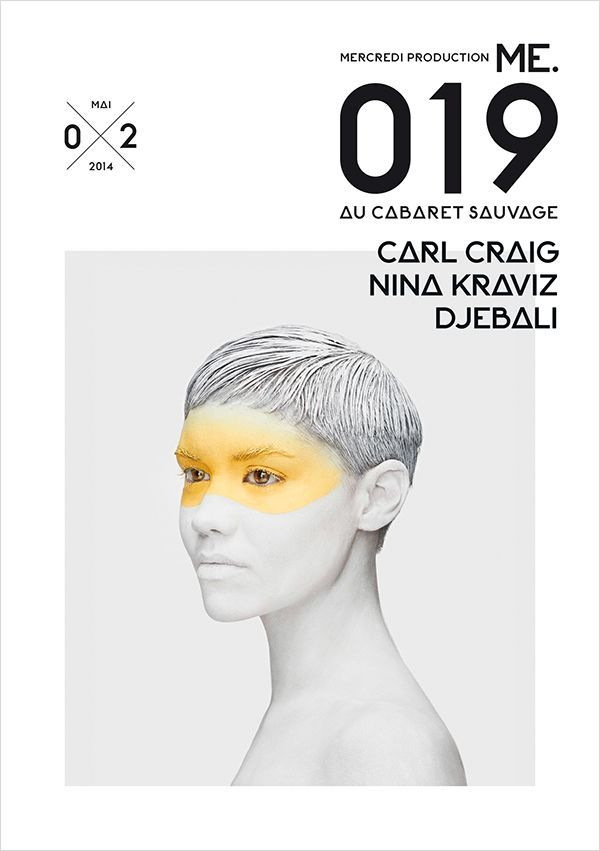 MERCREDI PRODUCTION ME.
019
AU CABARET SAUVAGE
CARL CRAIG
NINA KRAVIZ
DJEBALI
MAI
0 2
2014